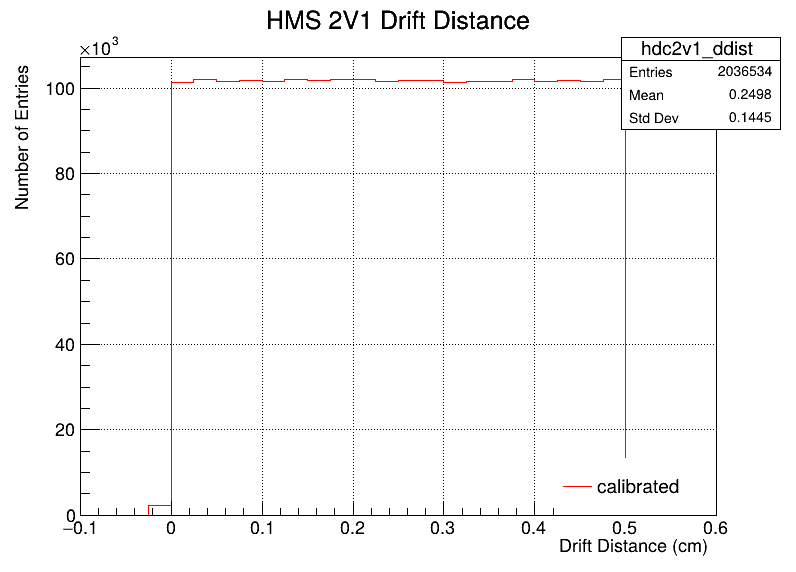 HMS 2V1 Drift Distance
×10³
hdc2v1_ddist
Entries 2036534
Mean 0.2498
Std Dev 0.1445
Number of Entries
100
80
60
40
20
0
−0.1 0 0.1 0.2 0.3 0.4 0.5 0.6
calibrated
Drift Distance (cm)